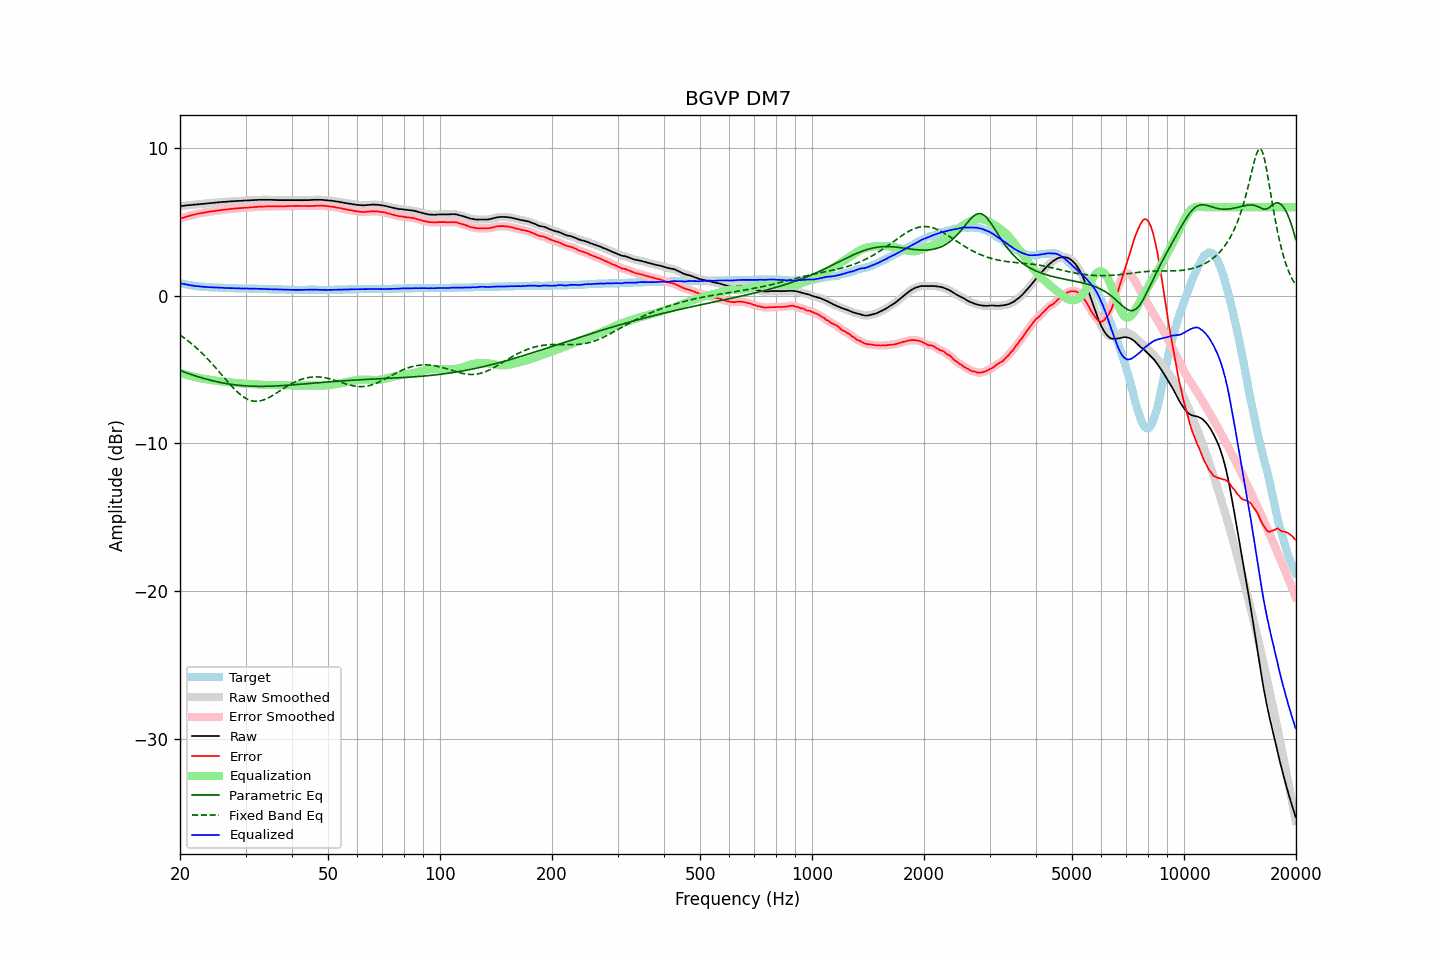 BGVP DM7
Amplitude (dBr)
10
0
−10
−20
−30
Target
Raw Smoothed
Error Smoothed
Raw
Error
Equalization
Parametric Eq
Fixed Band Eq
Equalized
20 50 100 200 500 1000 2000 5000 10000 20000
Frequency (Hz)